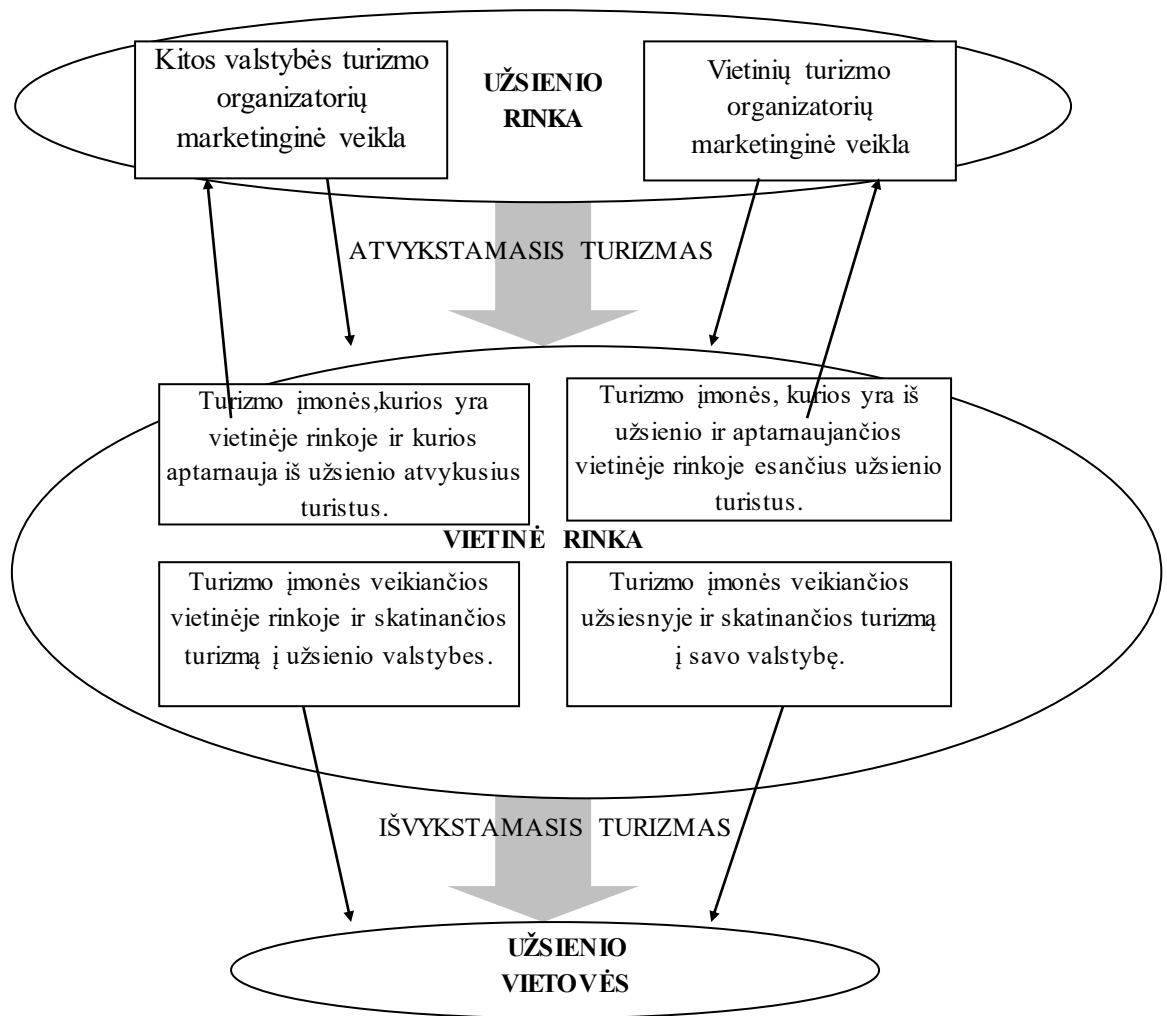 Kitos valstybės turizmo
organizatorių
marketinginė veikla
UŽSIENIO
RINKA
Vietinių turizmo
organizatorių
marketinginė veikla
ATVYKSTAMASIS TURIZMAS
Turizmo įmonės,kurios yra
vietinėje rinkoje ir kurios
aptarnauja iš užsienio atvykusius
turistus.
Turizmo įmonės, kurios yra iš
užsienio ir aptarnaujančios
vietinėje rinkoje esančius užsienio
turistus.
VIETINĖ RINKA
Turizmo įmonės veikiančios
vietinėje rinkoje ir skatinančios
turizmą į užsienio valstybes.
Turizmo įmonės veikiančios
užsiesnyje ir skatinančios turizmą
į savo valstybę.
IŠVYKSTAMASIS TURIZMAS
UŽSIENIO
VIETOVĖS